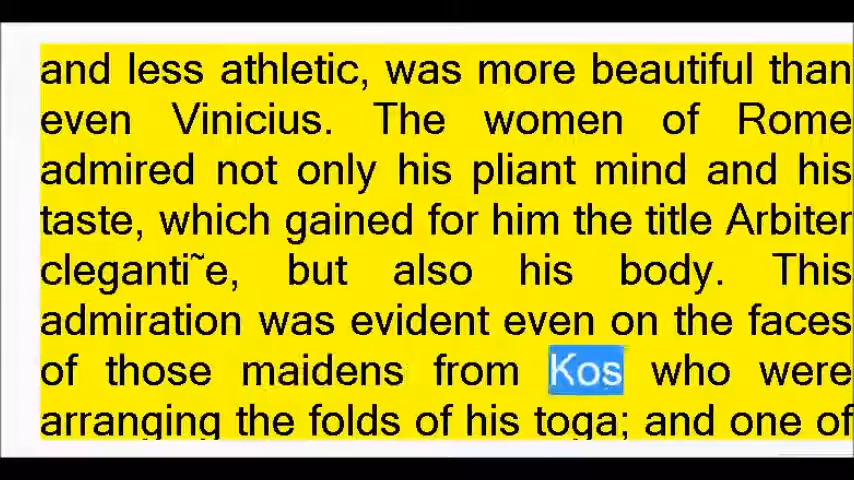 and less athletic, was more beautiful than
even Vinicius. The women of Rome
admired not only his pliant mind and his
taste, which gained for him the title Arbiter
cleganti˜e, but also his body. This
admiration was evident even on the faces
of those maidens from Kos who were
arranging the folds of his toga; and one of